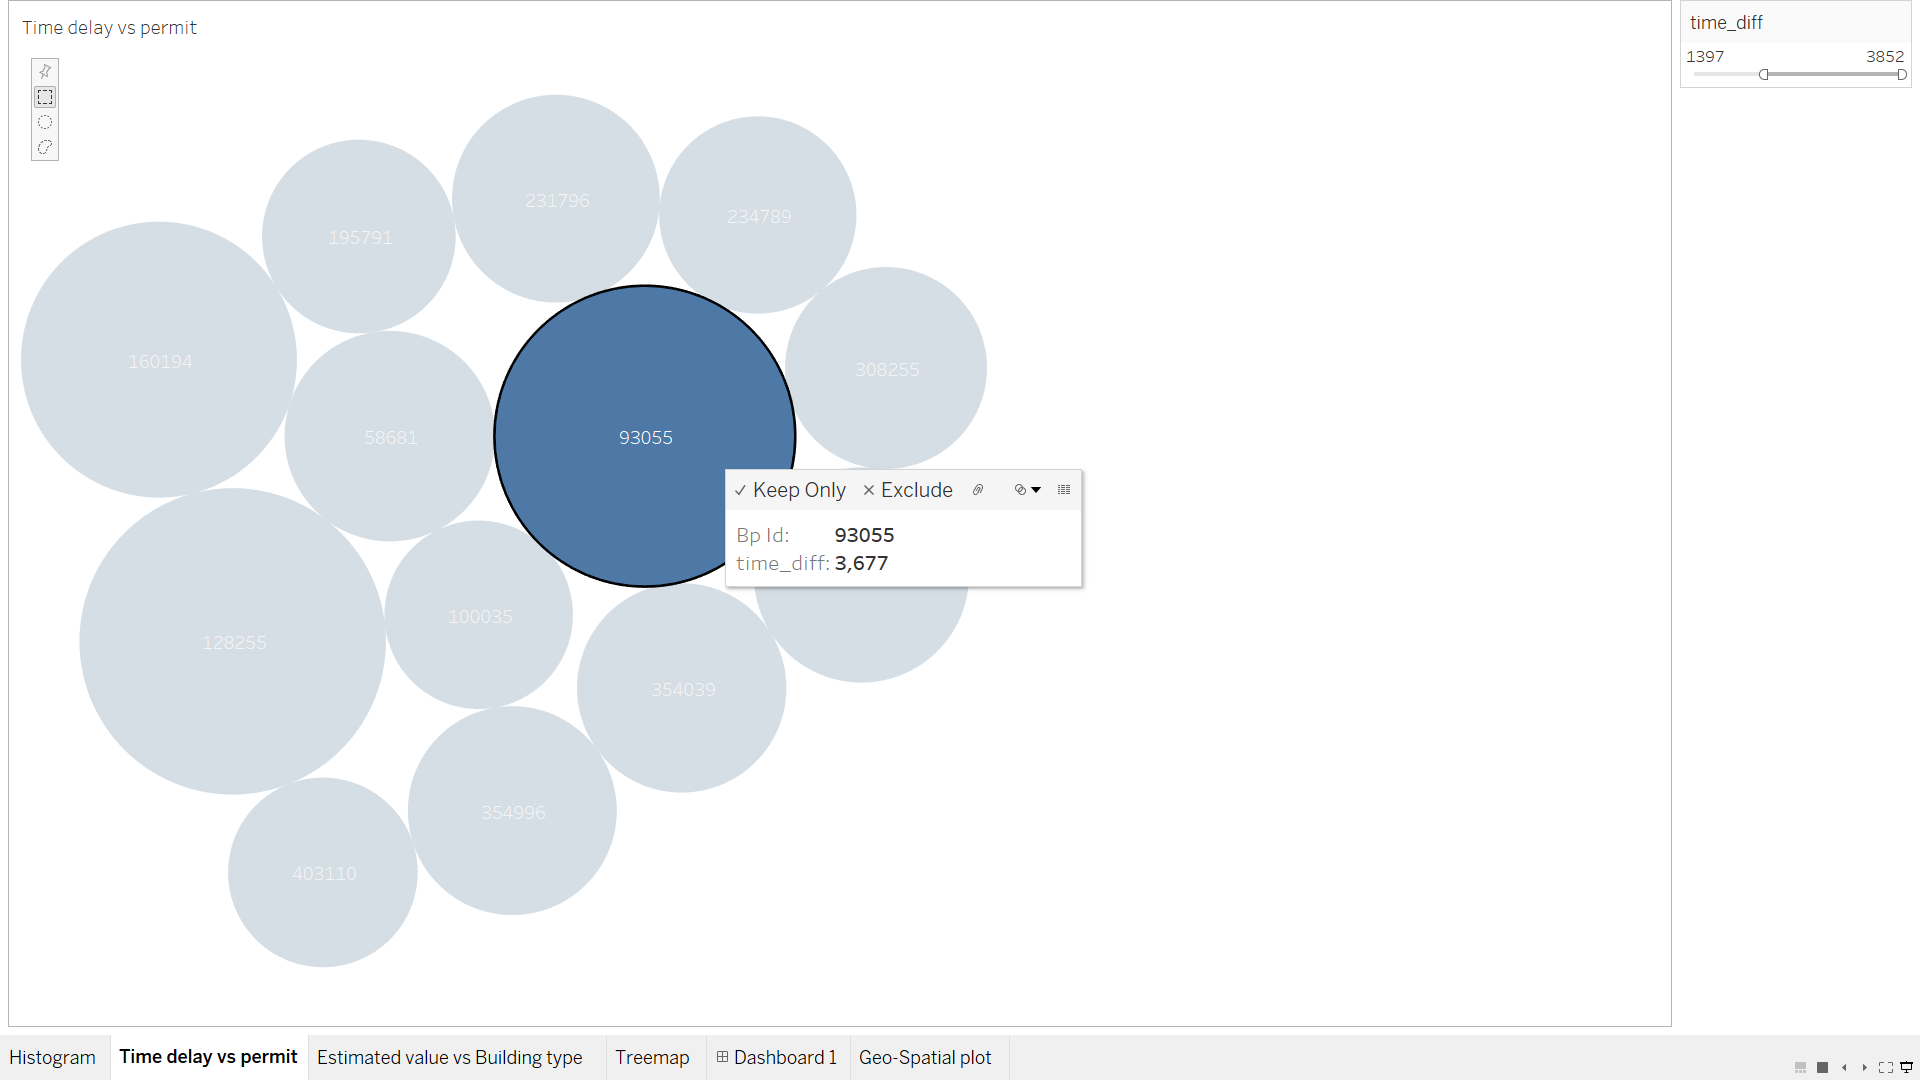 Time delay vs permit
time_diff
1397 3852
231796
234789
195791
160194
308255
58681
93055
Keep Only Exclude
Bp Id: 93055
time_diff: 3,677
100035
128255
354039
354996
403110
Histogram Time delay vs permit Estimated value vs Building type Treemap Dashboard 1 Geo-Spatial plot